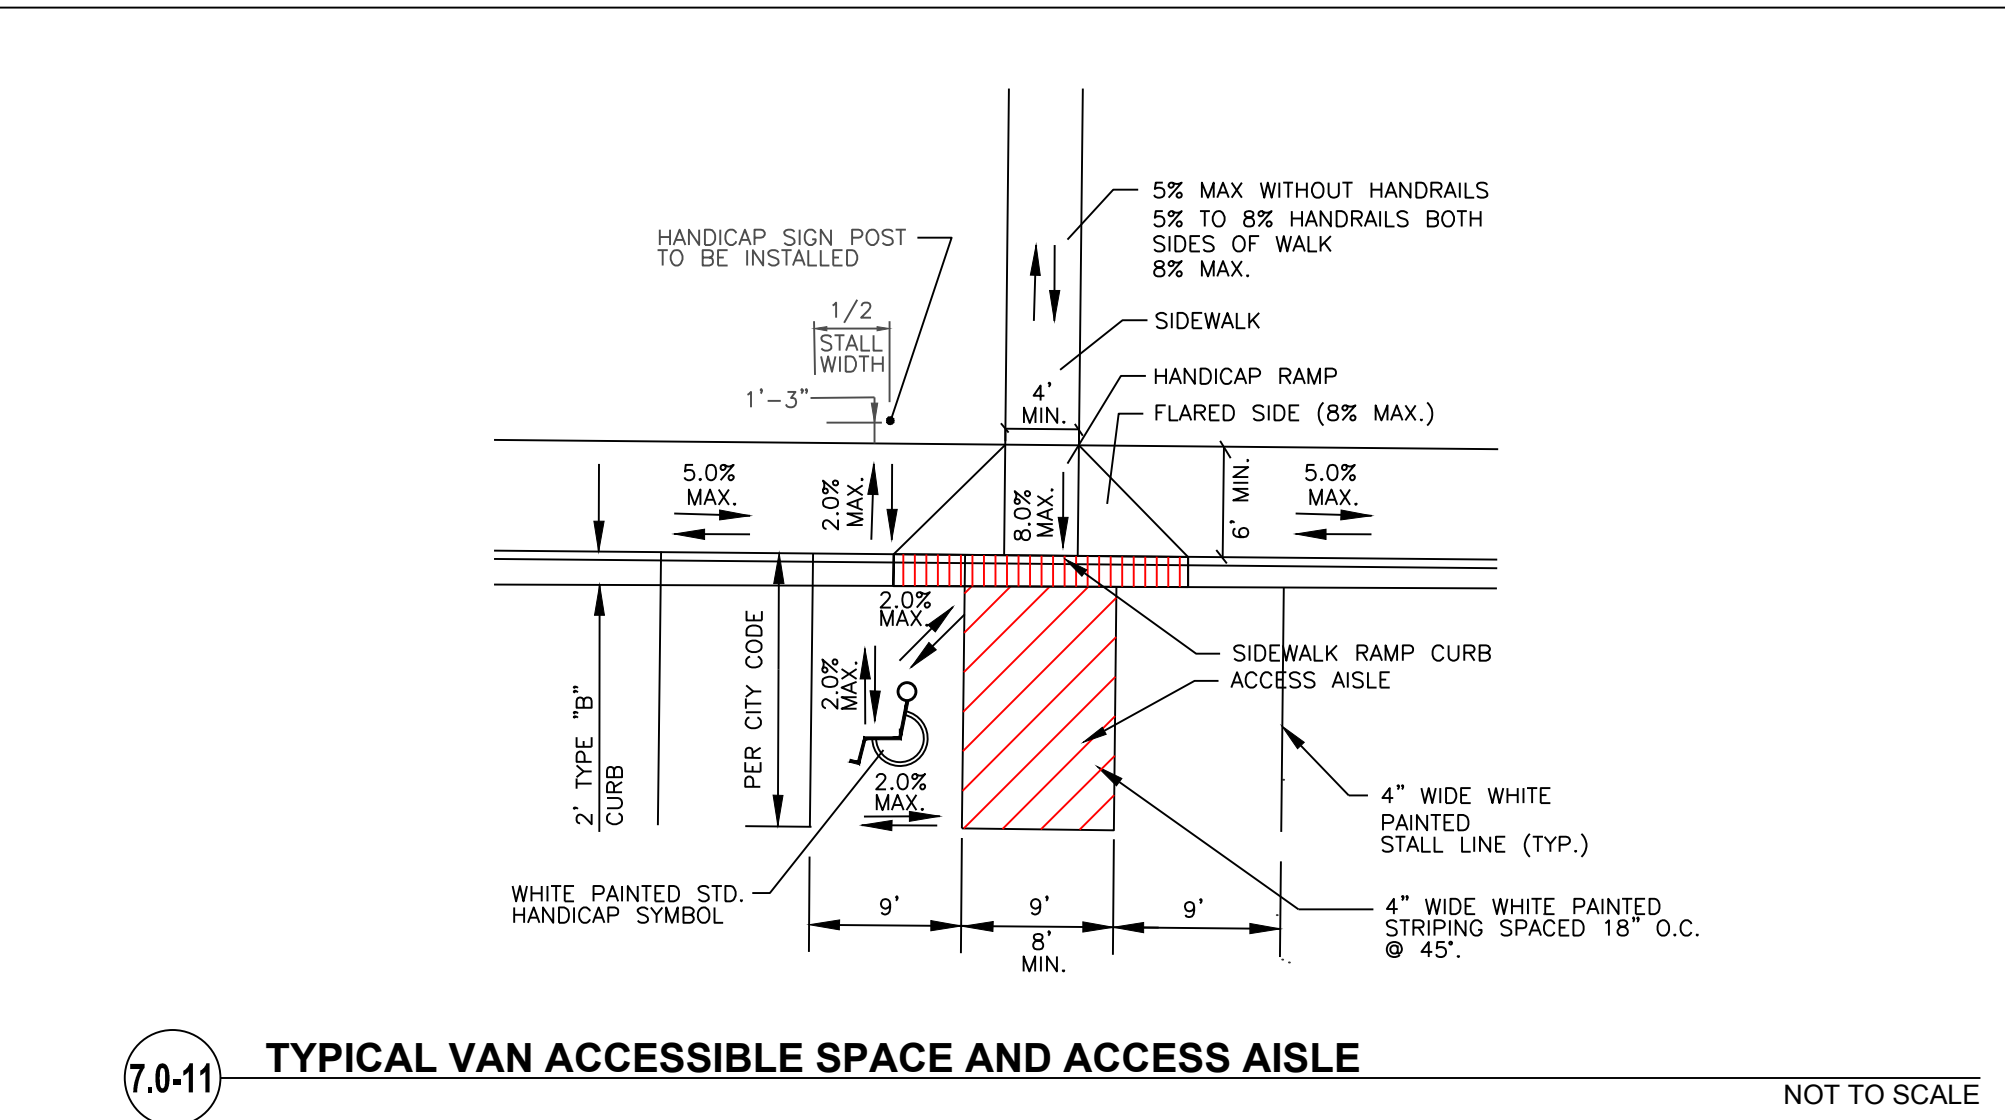 5% MAX WITHOUT HANDRAILS
5% TO 8% HANDRAILS BOTH
SIDES OF WALK
8% MAX.
HANDICAP SIGN POST
TO BE INSTALLED
1/2
STALL
WIDTH
SIDEWALK
1'-3"
4'
MIN.
HANDICAP RAMP
FLARED SIDE (8% MAX.)
5.0%
MAX.
2.0%
MAX.
8.0%
MAX.
6' MIN.
5.0%
MAX.
2.0%
MAX.
2' TYPE "B"
CURB
PER CITY CODE
2.0%
MAX.
SIDEWALK RAMP CURB
ACCESS AISLE
2.0%
MAX.
4" WIDE WHITE
PAINTED
STALL LINE (TYP.)
WHITE PAINTED STD.
HANDICAP SYMBOL
9'
9'
8'
MIN.
9'
4" WIDE WHITE PAINTED
STRIPING SPACED 18" O.C.
@ 45°.
7.0-11
TYPICAL VAN ACCESSIBLE SPACE AND ACCESS AISLE
NOT TO SCALE